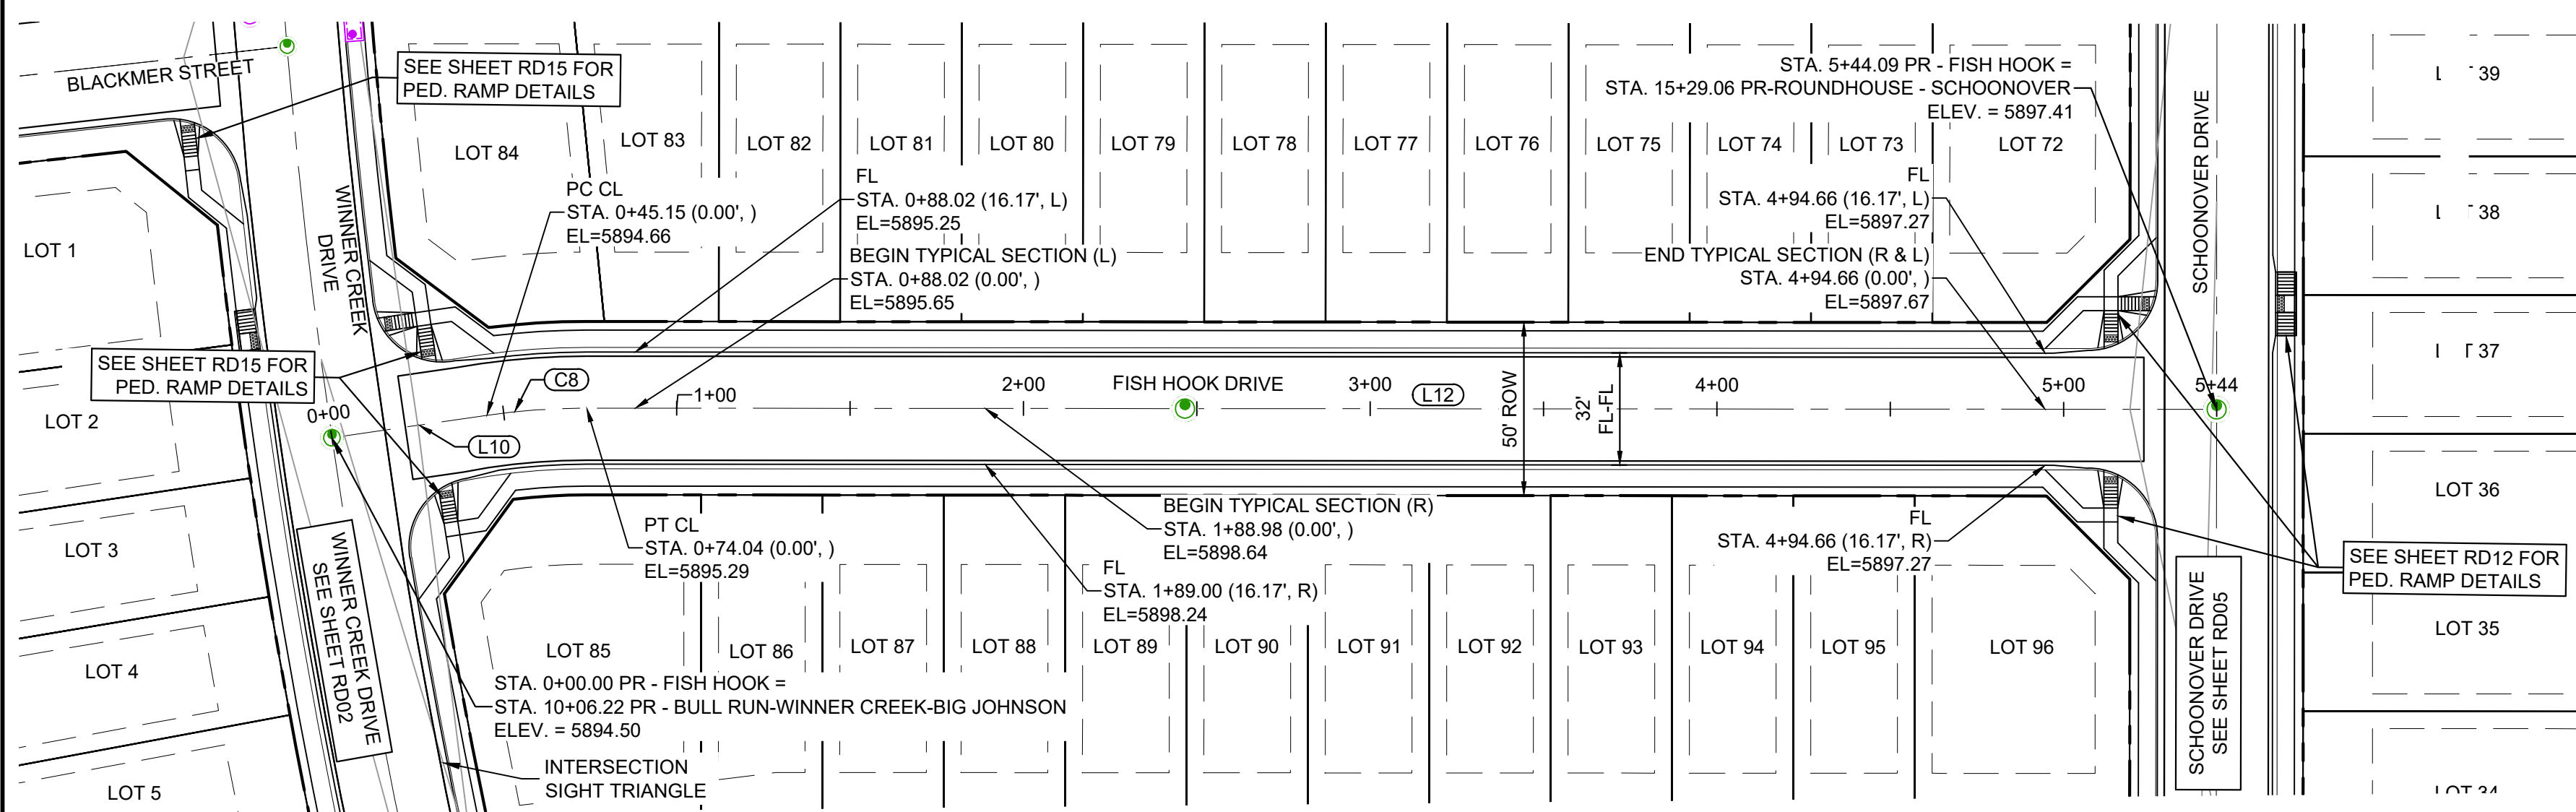 BLACKMER STREET
SEE SHEET RD15 FOR
PED. RAMP DETAILS
WINNER CREEK
DRIVE
LOT 84
LOT 83
LOT 82
LOT 81
LOT 80
LOT 79
LOT 78
LOT 77
LOT 76
LOT 75
LOT 74
LOT 73
LOT 72
STA. 5+44.09 PR - FISH HOOK =
STA. 15+29.06 PR-ROUNDHOUSE - SCHOONOVER
ELEV. = 5897.41
SCHOONOVER DRIVE
39
38
37
LOT 36
LOT 35
LOT 1
PC CL
STA. 0+45.15 (0.00', )
EL=5894.66
FL
STA. 0+88.02 (16.17', L)
EL=5895.25
BEGIN TYPICAL SECTION (L)
STA. 0+88.02 (0.00', )
EL=5895.65
FL
STA. 4+94.66 (16.17', L)
EL=5897.27
END TYPICAL SECTION (R & L)
STA. 4+94.66 (0.00', )
EL=5897.67
SEE SHEET RD15 FOR
PED. RAMP DETAILS
0+00
C8
L10
1+00
2+00
FISH HOOK DRIVE
3+00
L12
50' ROW
32'
FL-FL
4+00
5+00
5+44
LOT 2
LOT 3
LOT 4
LOT 5
WINNER CREEK DRIVE
SEE SHEET RD02
PT CL
STA. 0+74.04 (0.00', )
EL=5895.29
BEGIN TYPICAL SECTION (R)
STA. 1+88.98 (0.00', )
EL=5898.64
FL
STA. 1+89.00 (16.17', R)
EL=5898.24
FL
STA. 4+94.66 (16.17', R)
EL=5897.27
SEE SHEET RD12 FOR
PED. RAMP DETAILS
SCHOONOVER DRIVE
SEE SHEET RD05
LOT 85
LOT 86
LOT 87
LOT 88
LOT 89
LOT 90
LOT 91
LOT 92
LOT 93
LOT 94
LOT 95
LOT 96
STA. 0+00.00 PR - FISH HOOK =
STA. 10+06.22 PR - BULL RUN-WINNER CREEK-BIG JOHNSON
ELEV. = 5894.50
INTERSECTION
SIGHT TRIANGLE